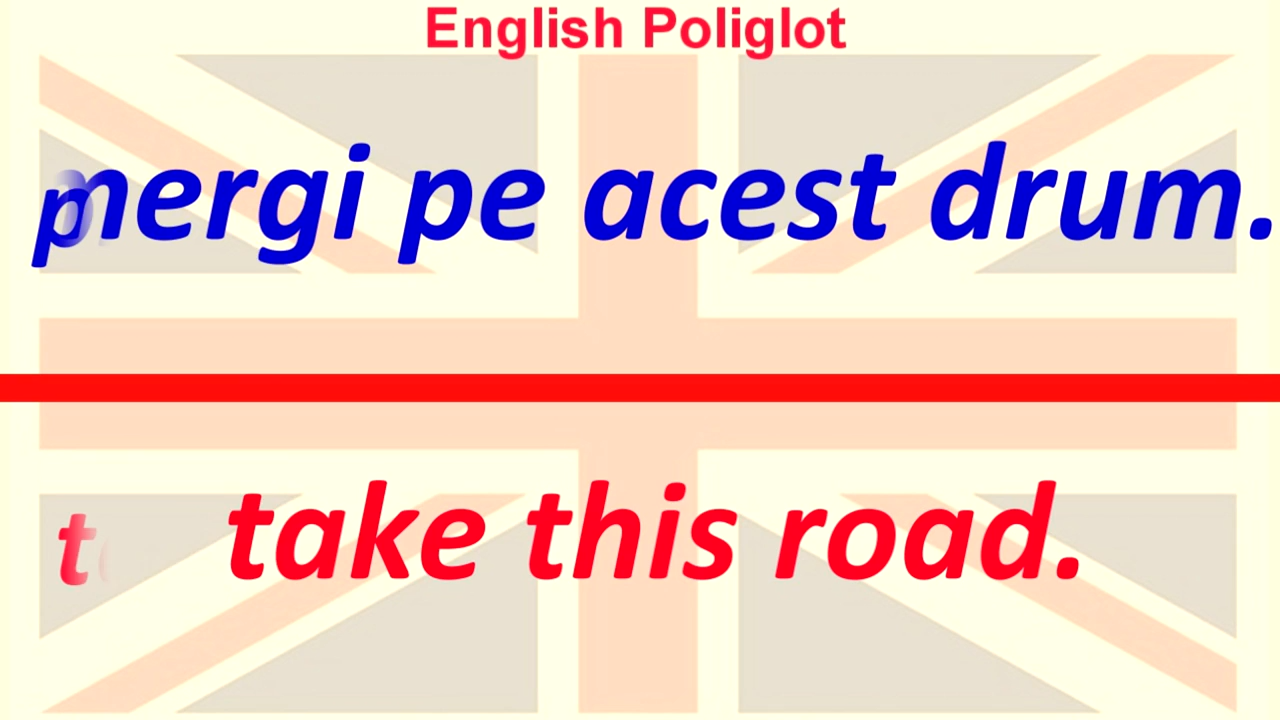 English Poliglot
mergi pe acest drum.
take this road.